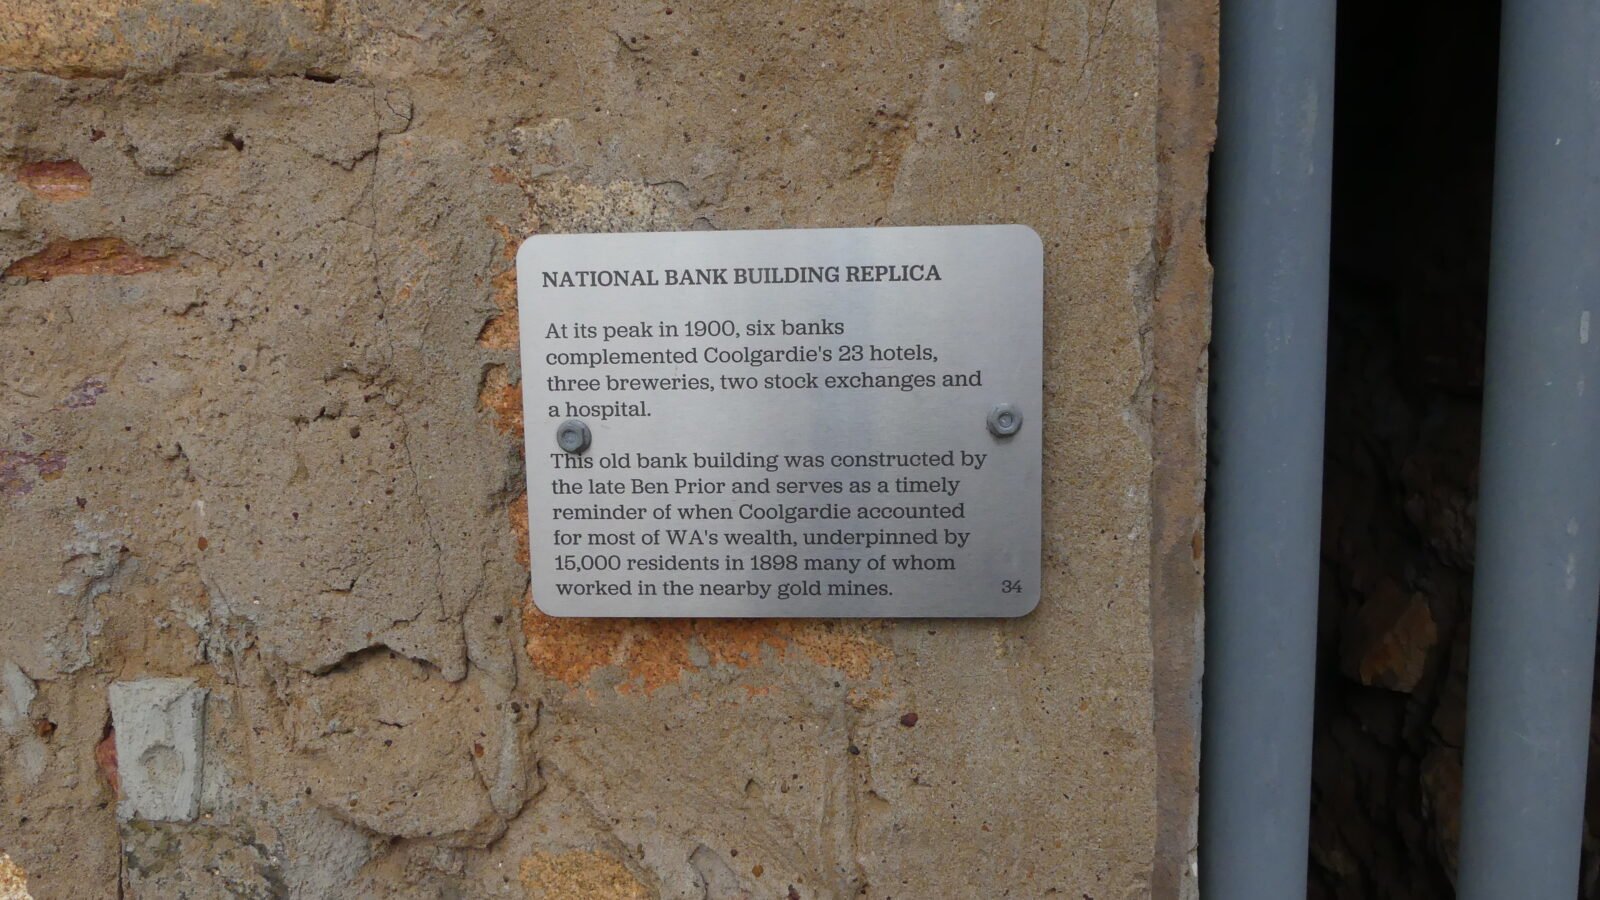 NATIONAL BANK BUILDING REPLICA
At its peak in 1900, six banks
complemented Coolgardie's 23 hotels,
three breweries, two stock exchanges and
a hospital.
This old bank building was constructed by
the late Ben Prior and serves as a timely
reminder of when Coolgardie accounted
for most of WA's wealth, underpinned by
15,000 residents in 1898 many of whom
worked in the nearby gold mines.
34